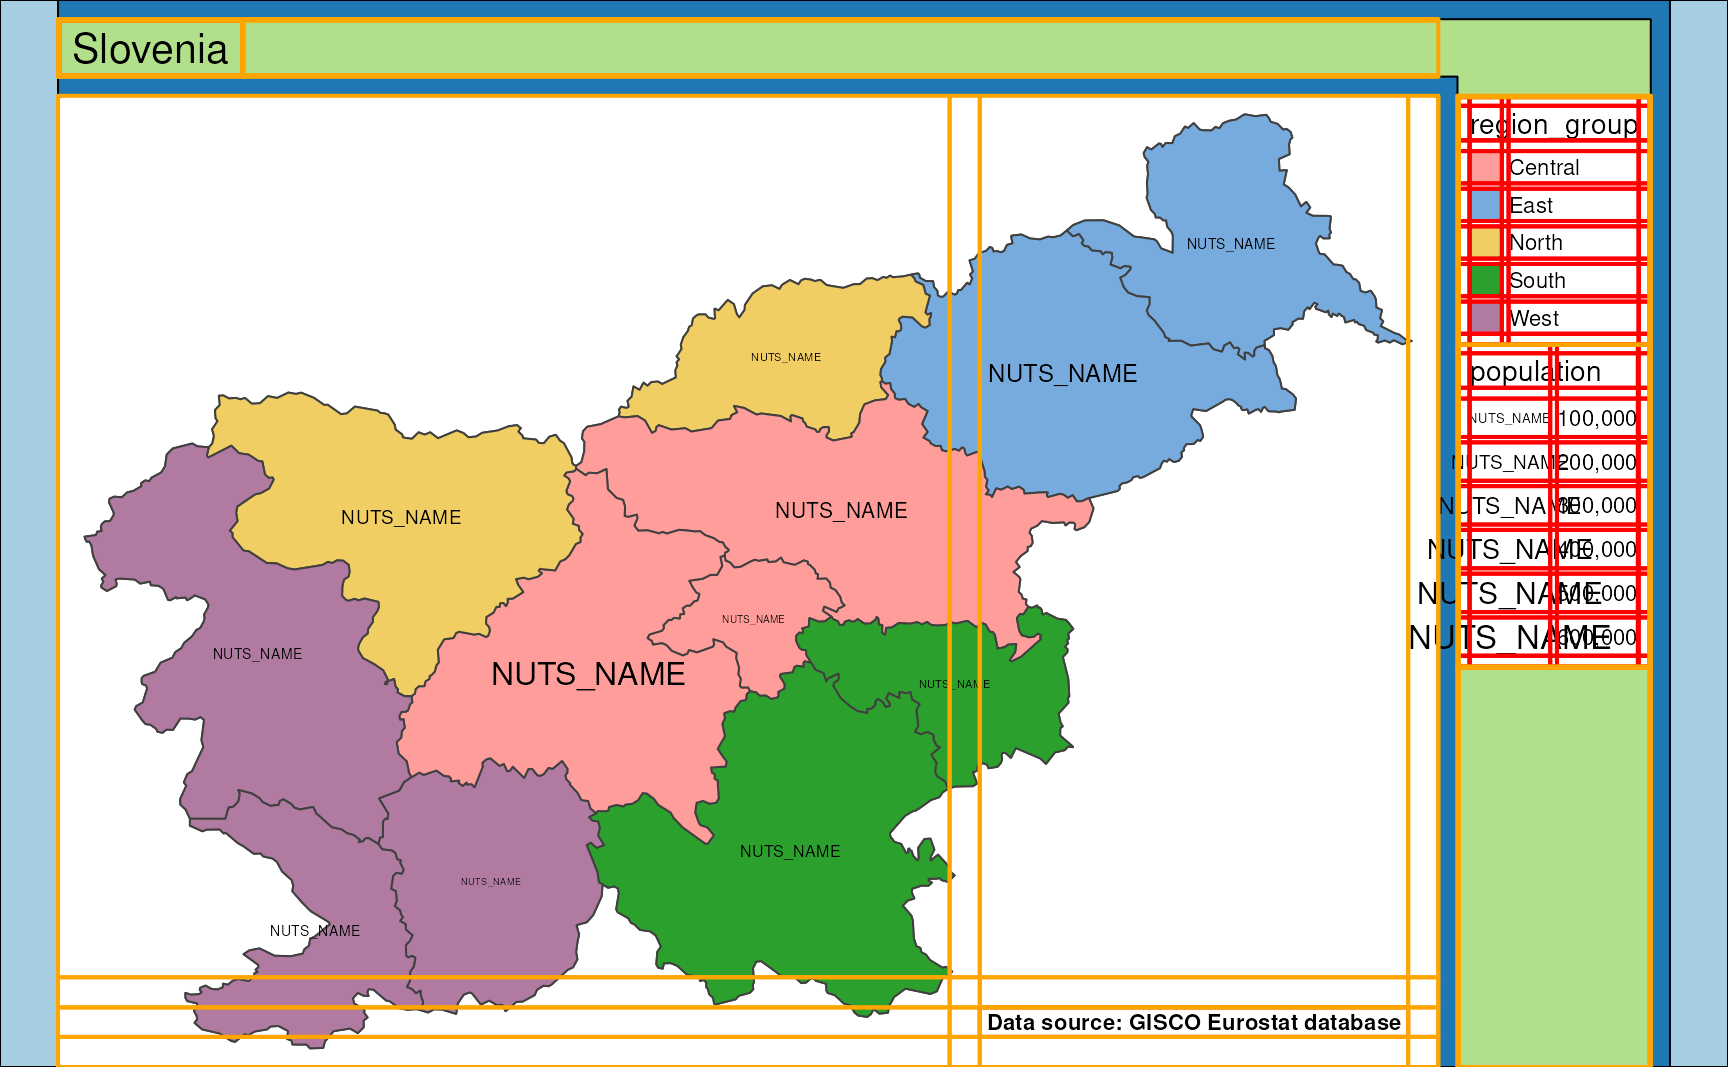 Slovenia
region_group
Central
East
North
South
West
population
NUTS_NAME 100,000
NUTS_NAME 200,000
NUTS_NAME 300,000
NUTS_NAME 400,000
NUTS_NAME 500,000
NUTS_NAME 600,000
NUTS_NAME
NUTS_NAME
NUTS_NAME
NUTS_NAME
NUTS_NAME
NUTS_NAME
NUTS_NAME
NUTS_NAME
NUTS_NAME
NUTS_NAME
NUTS_NAME
NUTS_NAME
Data source: GISCO Eurostat database